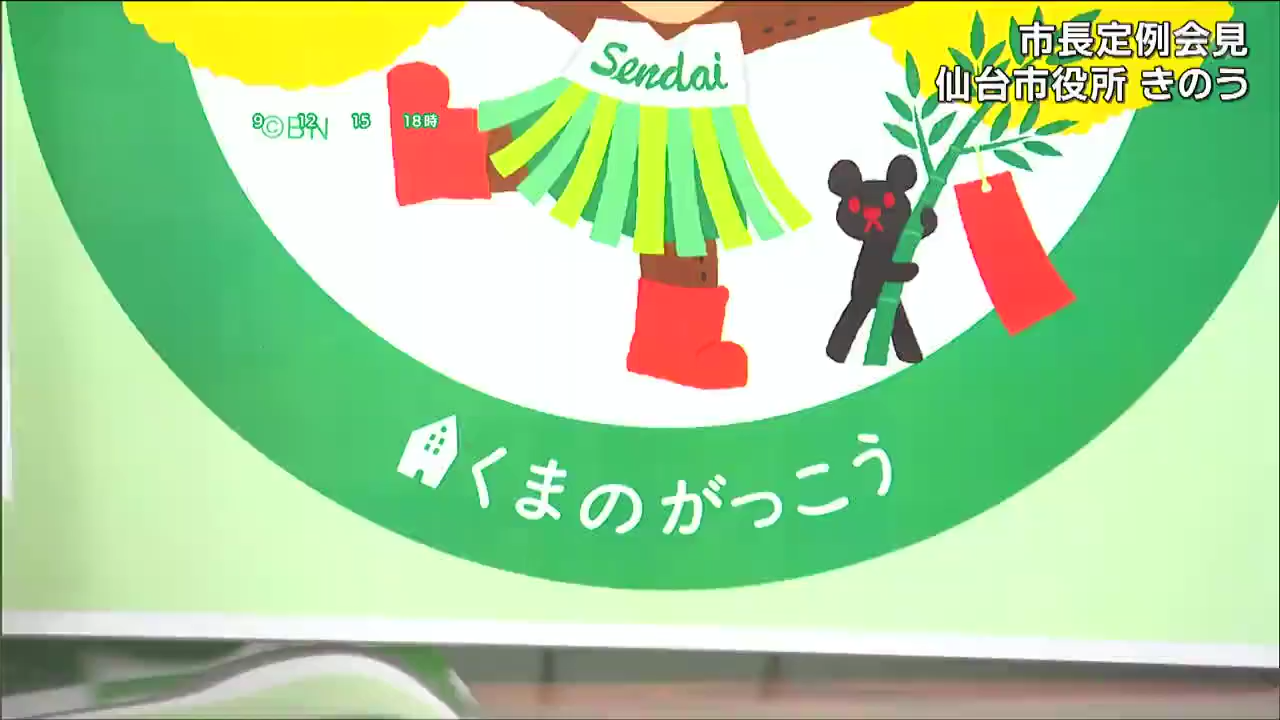 市長定例会見
仙台市役所 きのう
Sendai
9 12 15 18時
©BN
くまのがっこう